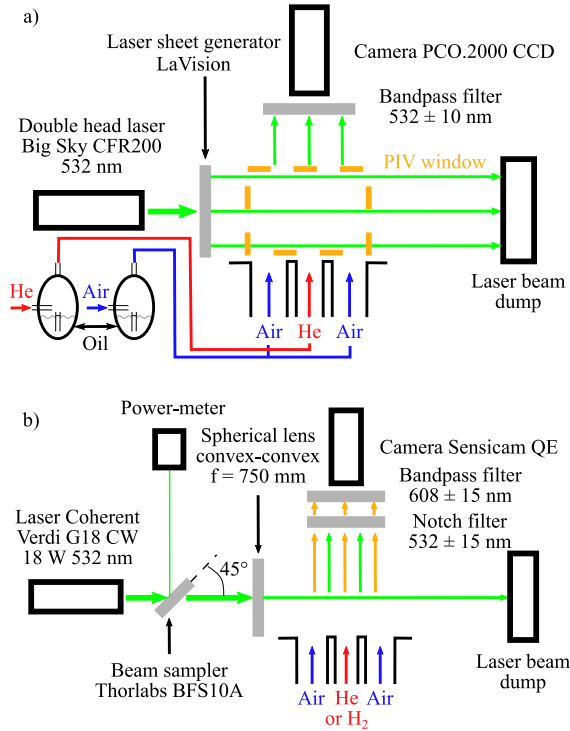 a)
Laser sheet generator
LaVision
Camera PCO.2000 CCD
Bandpass filter
532 ± 10 nm
Double head laser
Big Sky CFR200
532 nm
PIV window
He
Air
Oil
Air
He
Air
Laser beam
dump
b)
Power-meter
Spherical lens
convex-convex
f = 750 mm
Camera Sensicam QE
Bandpass filter
608 ± 15 nm
Notch filter
532 ± 15 nm
Laser Coherent
Verdi G18 CW
18 W 532 nm
45°
Beam sampler
Thorlabs BFS10A
Air
He
or H₂
Air
Laser beam
dump